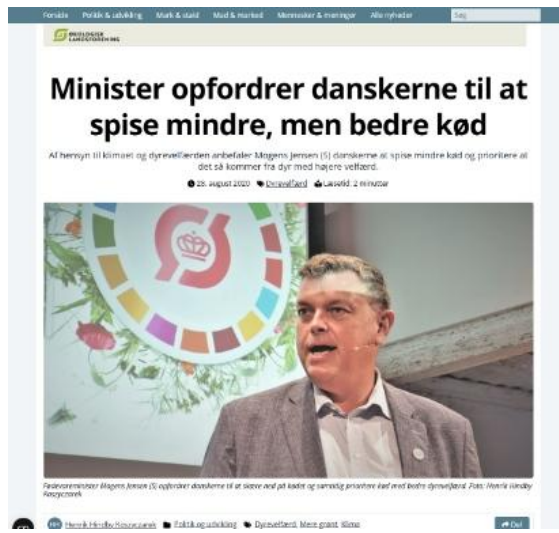 Forside Politik & udvikling Mark & stald Mad & marked Mennesker & meninger Alle nyheder Søg
ØKOLOGISK
LANDSFORENING
Minister opfordrer danskerne til at
spise mindre, men bedre kød
Af hensyn til klimaet og dyrevelfærden anbefaler Mogens Jensen (S) danskerne at spise mindre kød og prioritere at
det så kommer fra dyr med højere velfærd.
28. august 2020 Dyrevelfærd Læsetid: 2 minutter
Fødevareminister Mogens Jensen (S) opfordrer danskerne til at skære ned på kødet og samtidig prioritere kød med bedre dyrevelfærd. Foto: Henrik Hindby
Koszyczarek
HH Henrik Hindby Koszyczarek Politik og udvikling Dyrevelfærd, Mere grønt, Klima Del